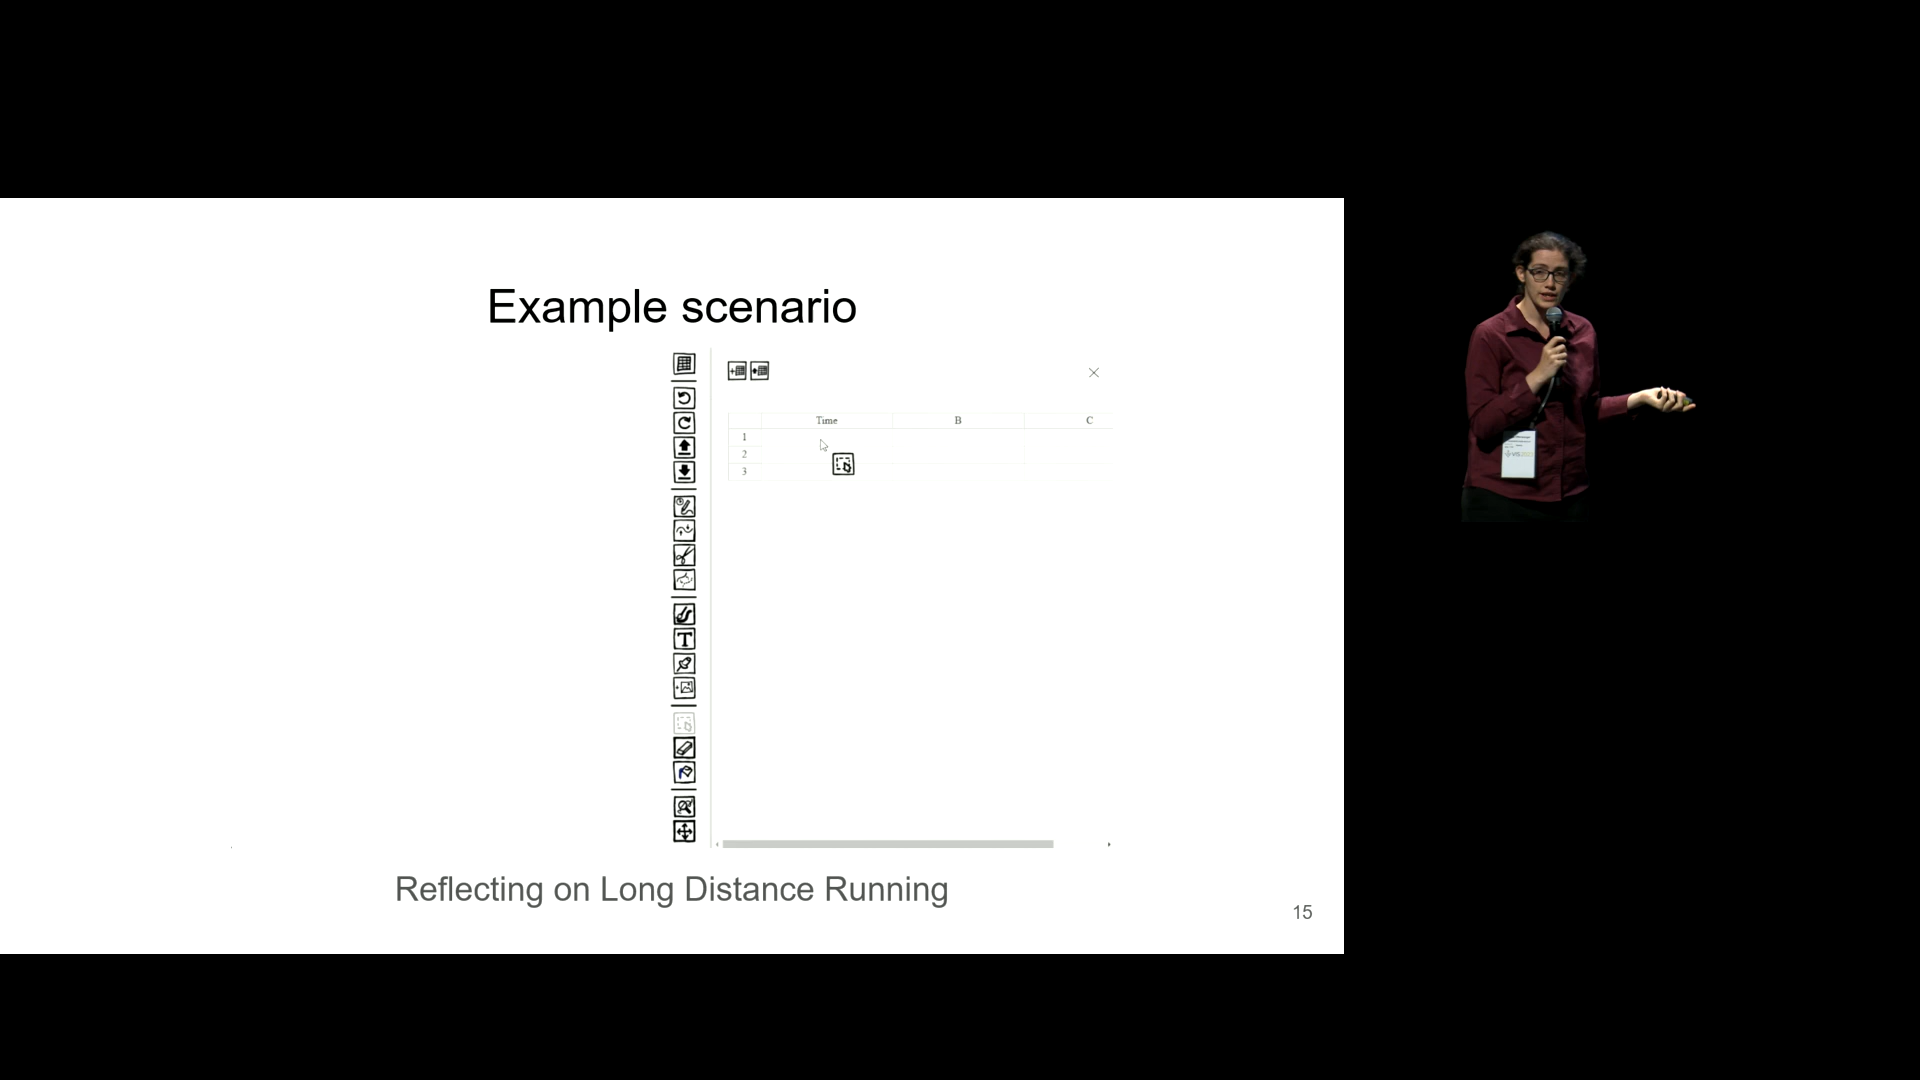 Example scenario
Time B C
1
2
3
T
Reflecting on Long Distance Running
15